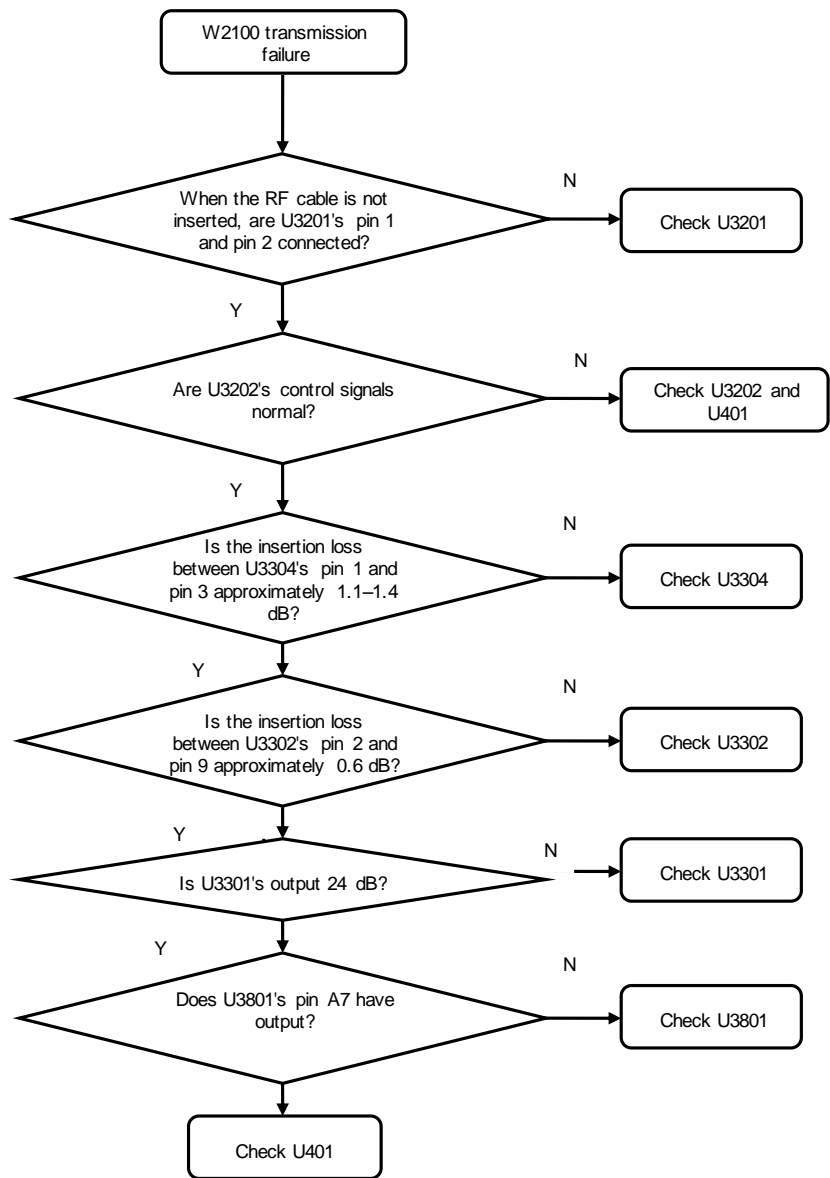 W2100 transmission
failure
When the RF cable is not
inserted, are U3201's pin 1
and pin 2 connected?
N
Check U3201
Y
Are U3202's control signals
normal?
N
Check U3202 and
U401
Y
Is the insertion loss
between U3304's pin 1 and
pin 3 approximately 1.1–1.4
dB?
N
Check U3304
Y
Is the insertion loss
between U3302's pin 2 and
pin 9 approximately 0.6 dB?
N
Check U3302
Y
Is U3301's output 24 dB?
N
Check U3301
Y
Does U3801's pin A7 have
output?
N
Check U3801
Check U401